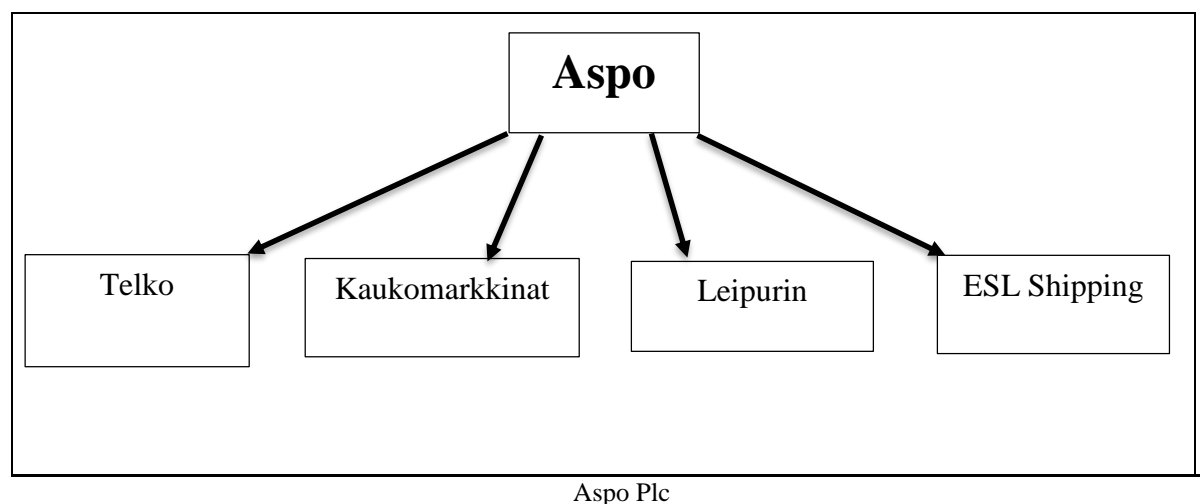 Aspo
Telko
Kaukomarkkinat
Leipurin
ESL Shipping
Aspo Plc